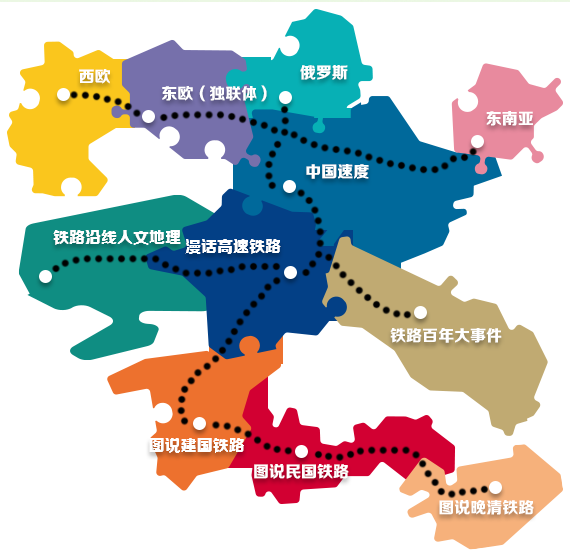 西欧
东欧（独联体）
俄罗斯
东南亚
中国速度
铁路沿线人文地理
漫话高速铁路
铁路百年大事件
图说建国铁路
图说民国铁路
图说晚清铁路